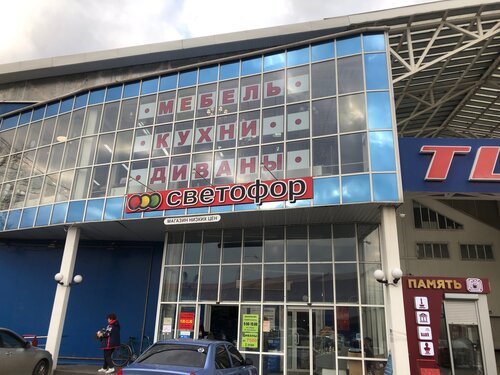 МЕБЕЛЬ
КУХНИ
ДИВАНЫ
СВЕТОФОР
МАГАЗИН НИЗКИХ ЦЕН
ПАМЯТЬ